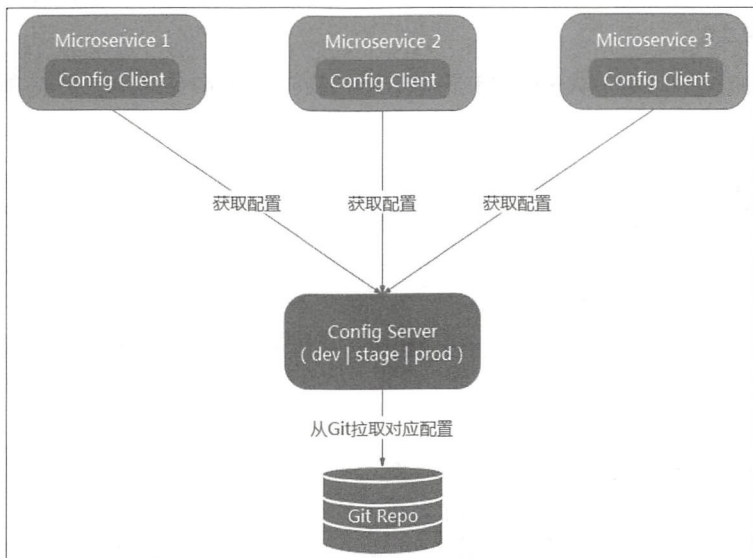 Microservice 1
Config Client
Microservice 2
Config Client
Microservice 3
Config Client
获取配置
获取配置
获取配置
Config Server
( dev | stage | prod )
从Git拉取对应配置
Git Repo